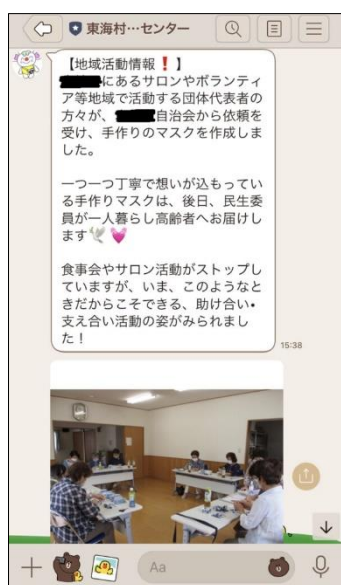 東海村…センター
【地域活動情報❗】
にあるサロンやボランティ
ア等地域で活動する団体代表者の
方々が、自治会から依頼を
受け、手作りのマスクを作成しま
した。
一つ一つ丁寧で想いが込もってい
る手作りマスクは、後日、民生委
員が一人暮らし高齢者へお届けし
ます🕊️💓
食事会やサロン活動がストップし
ていますが、いま、このようなと
きだからこそできる、助け合い・
支え合い活動の姿がみられまし
た！
15:38
Aa